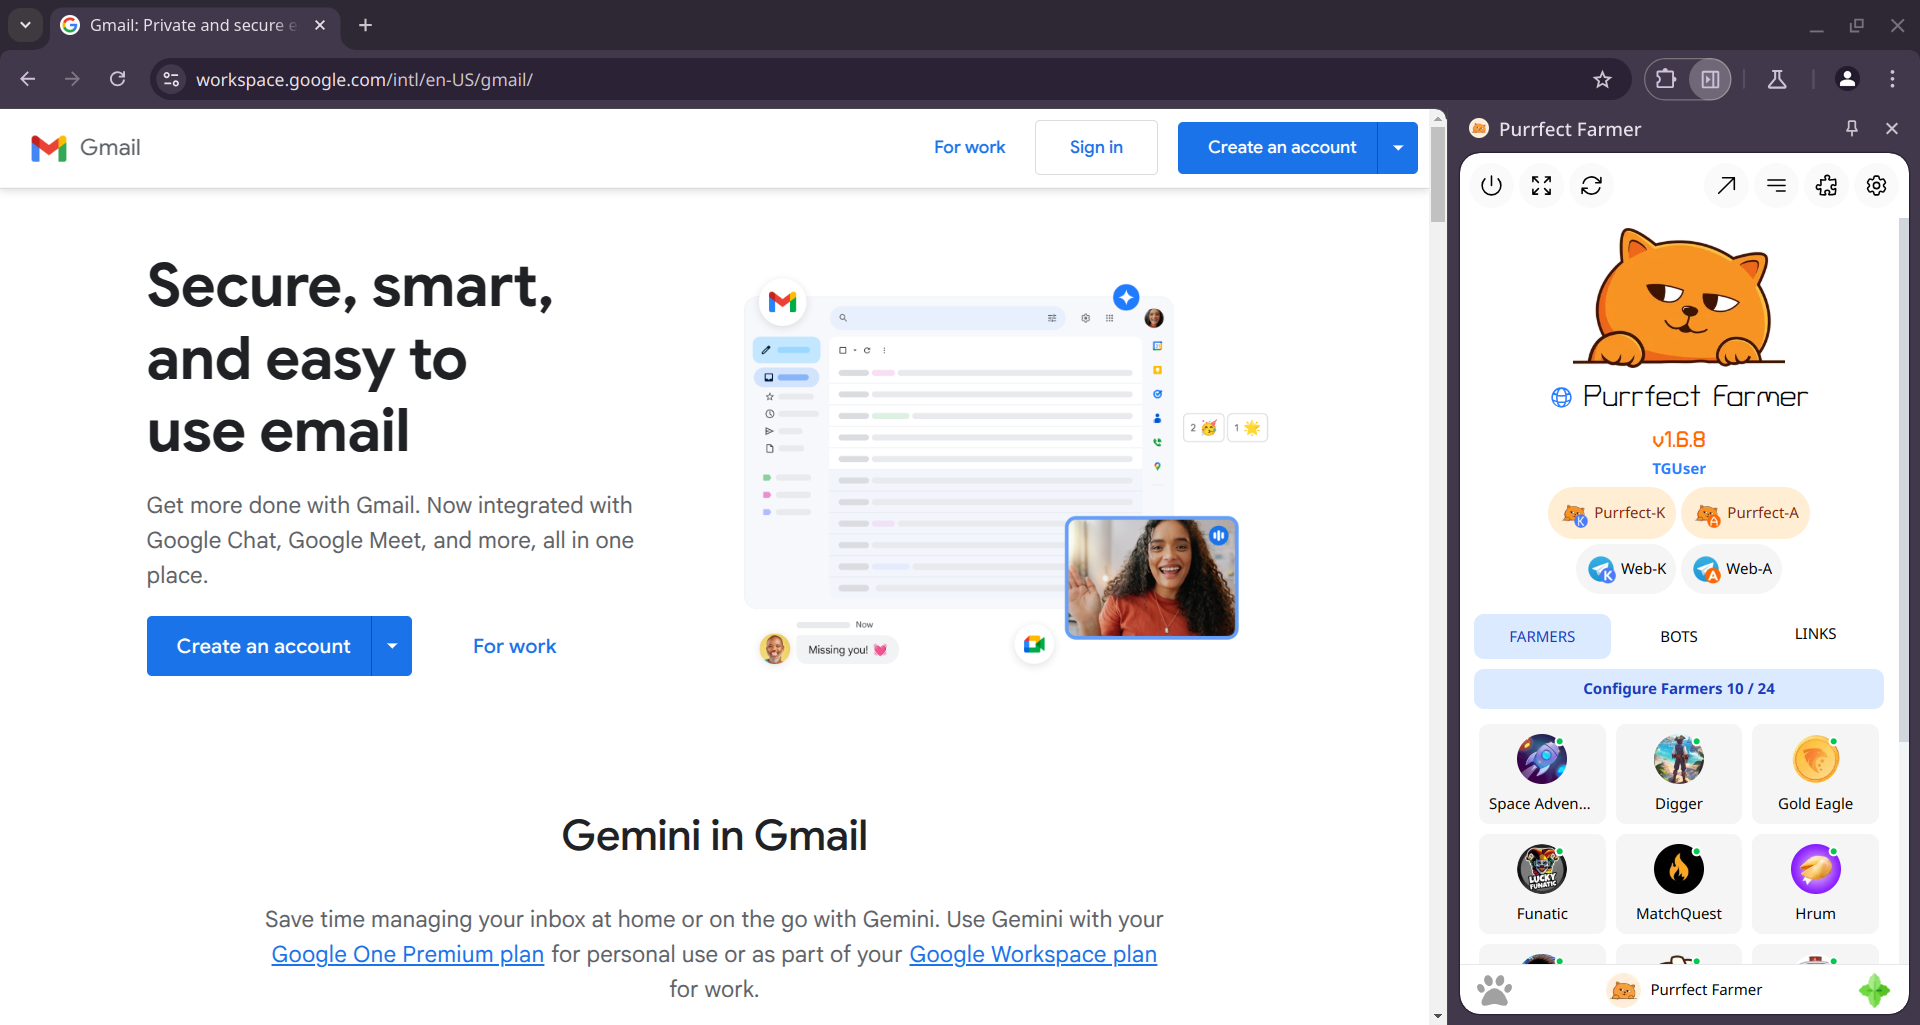 Gmail: Private and secure e
workspace.google.com/intl/en-US/gmail/
Gmail
For work
Sign in
Create an account
Secure, smart,
and easy to
use email
Get more done with Gmail. Now integrated with
Google Chat, Google Meet, and more, all in one
place.
Create an account
For work
2
1
Now
Missing you!
Gemini in Gmail
Save time managing your inbox at home or on the go with Gemini. Use Gemini with your
Google One Premium plan for personal use or as part of your Google Workspace plan
for work.
Purrfect Farmer
Purrfect Farmer
v1.6.8
TGUser
K Purrfect-K
A Purrfect-A
K Web-K
A Web-A
FARMERS
BOTS
LINKS
Configure Farmers 10 / 24
Space Adven...
Digger
Gold Eagle
LUCKY
FUNATIC
Funatic
MatchQuest
Hrum
Purrfect Farmer